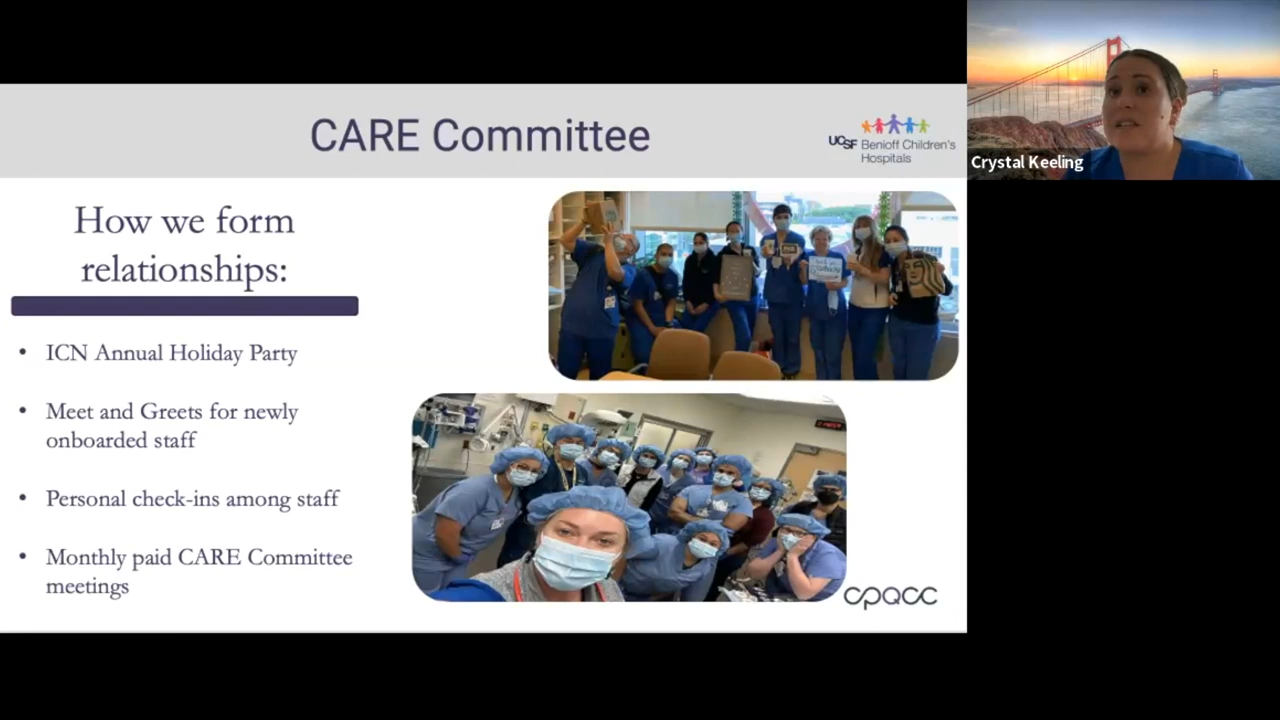 CARE Committee
UCSF Benioff Children's
Hospitals
Crystal Keeling
How we form
relationships:
• ICN Annual Holiday Party
• Meet and Greets for newly
onboarded staff
• Personal check-ins among staff
• Monthly paid CARE Committee
meetings
cpqcc